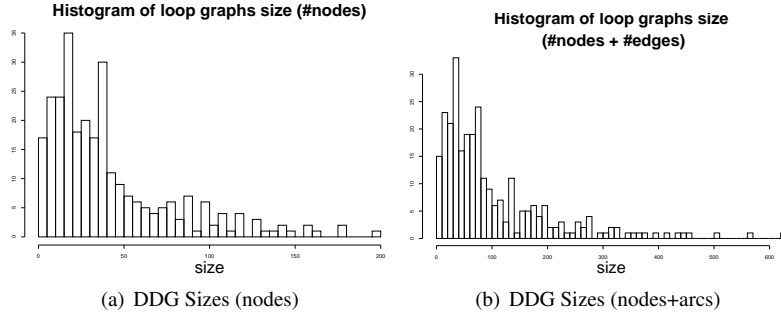 Histogram of loop graphs size (#nodes)
35
30
25
20
15
10
5
0
0 50 100 150 200
size
(a) DDG Sizes (nodes)
Histogram of loop graphs size
(#nodes + #edges)
30
25
20
15
10
5
0
0 100 200 300 400 500 600
size
(b) DDG Sizes (nodes+arcs)